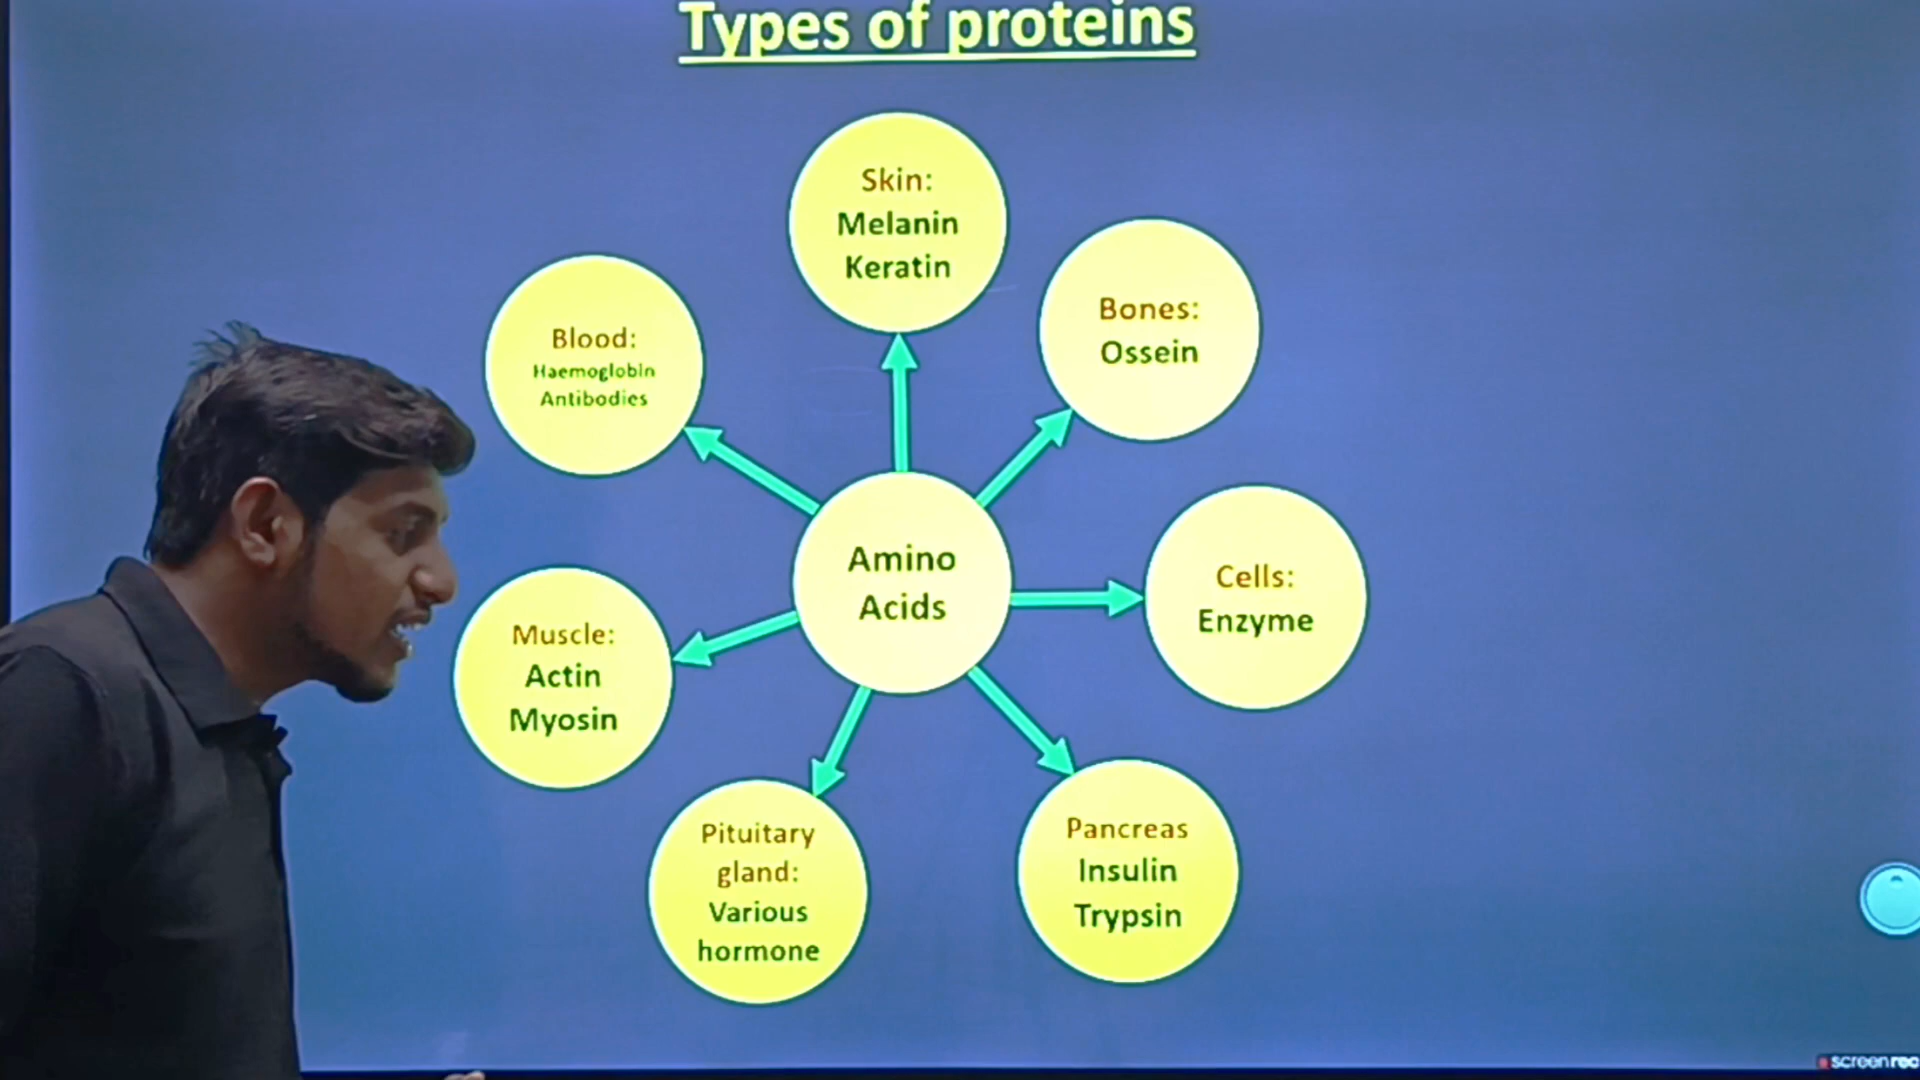 Types of proteins
Skin:
Melanin
Keratin
Bones:
Ossein
Blood:
Haemoglobin
Antibodies
Amino
Acids
Cells:
Enzyme
Muscle:
Actin
Myosin
Pituitary
gland:
Various
hormone
Pancreas
Insulin
Trypsin
screenrec